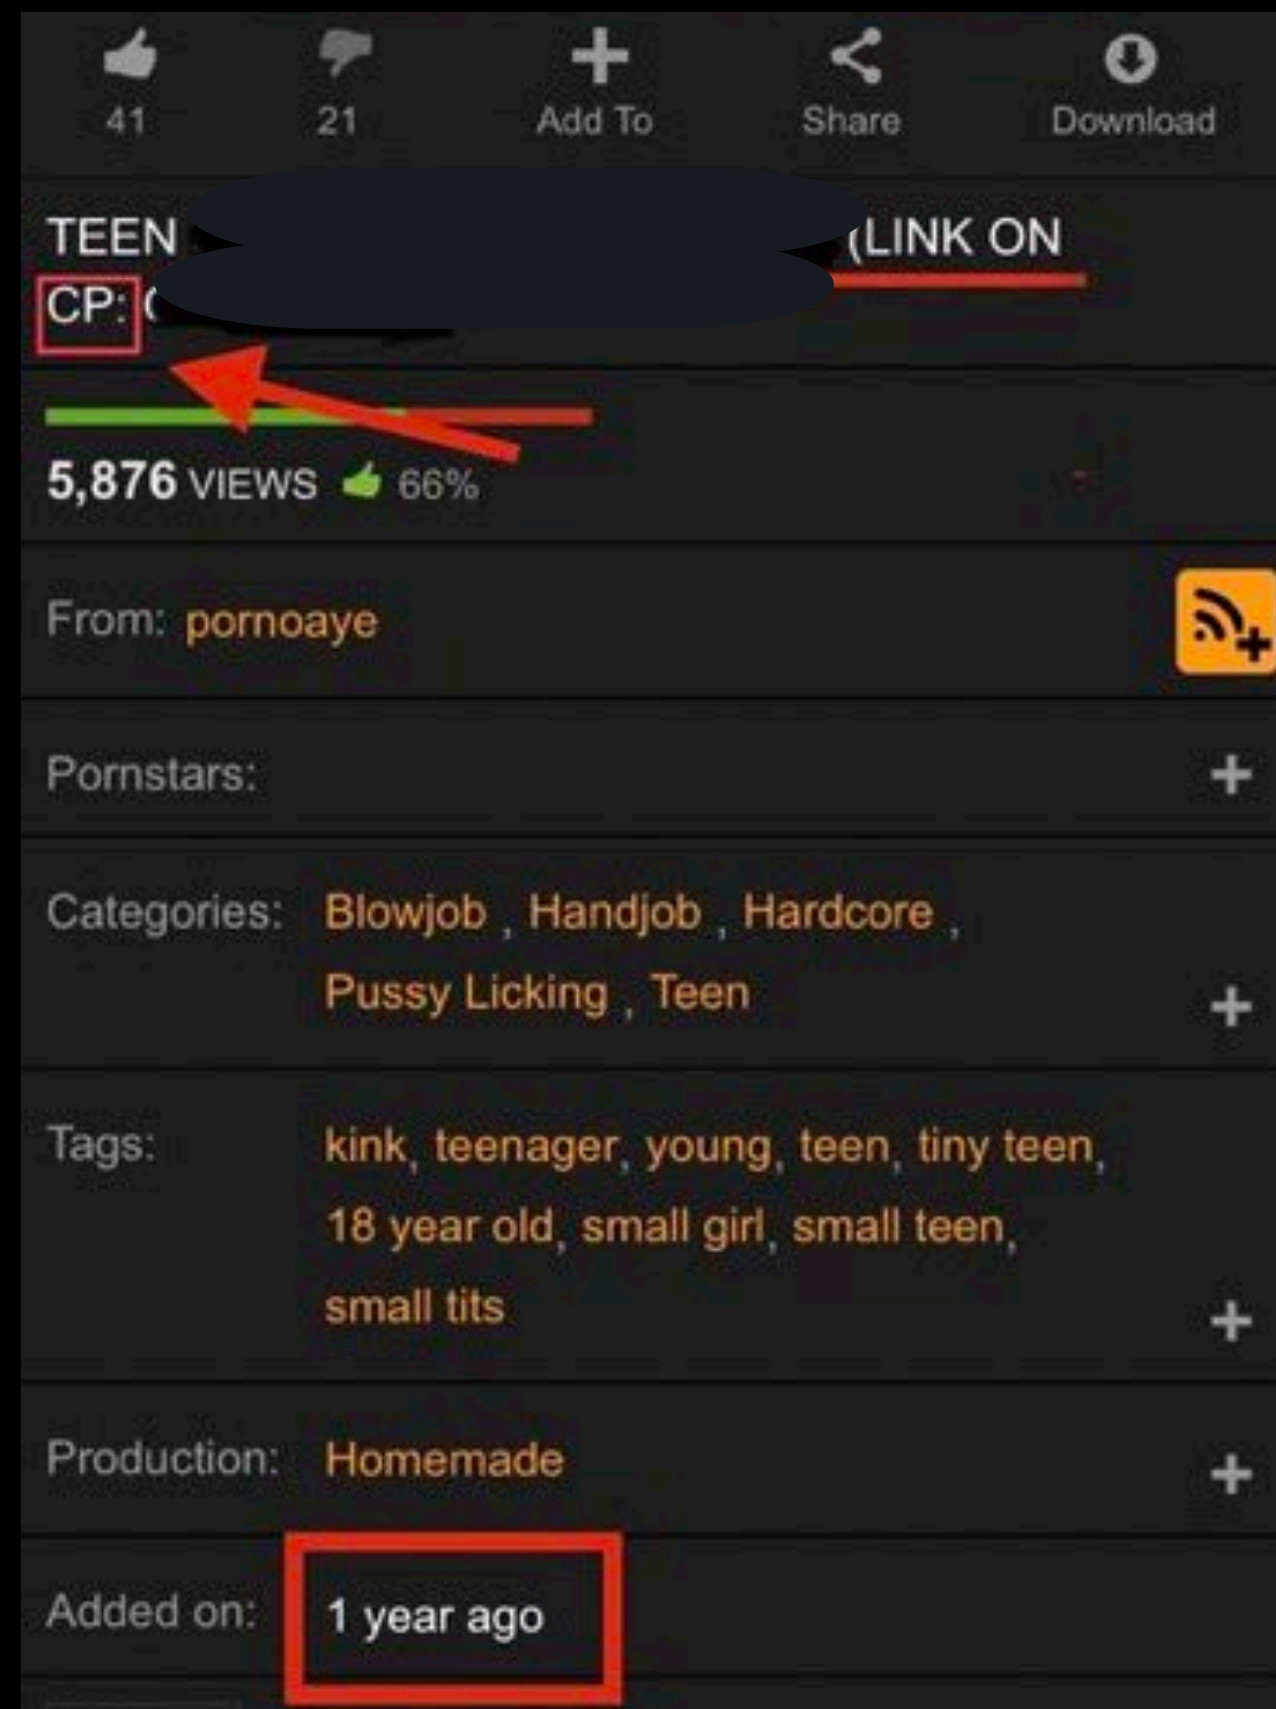 41
21
Add To
Share
Download
TEEN (LINK ON
CP:
5,876 VIEWS 66%
From: pornoaye
Pornstars:
Categories: Blowjob , Handjob , Hardcore ,
Pussy Licking , Teen
Tags: kink, teenager, young, teen, tiny teen,
18 year old, small girl, small teen,
small tits
Production: Homemade
Added on: 1 year ago